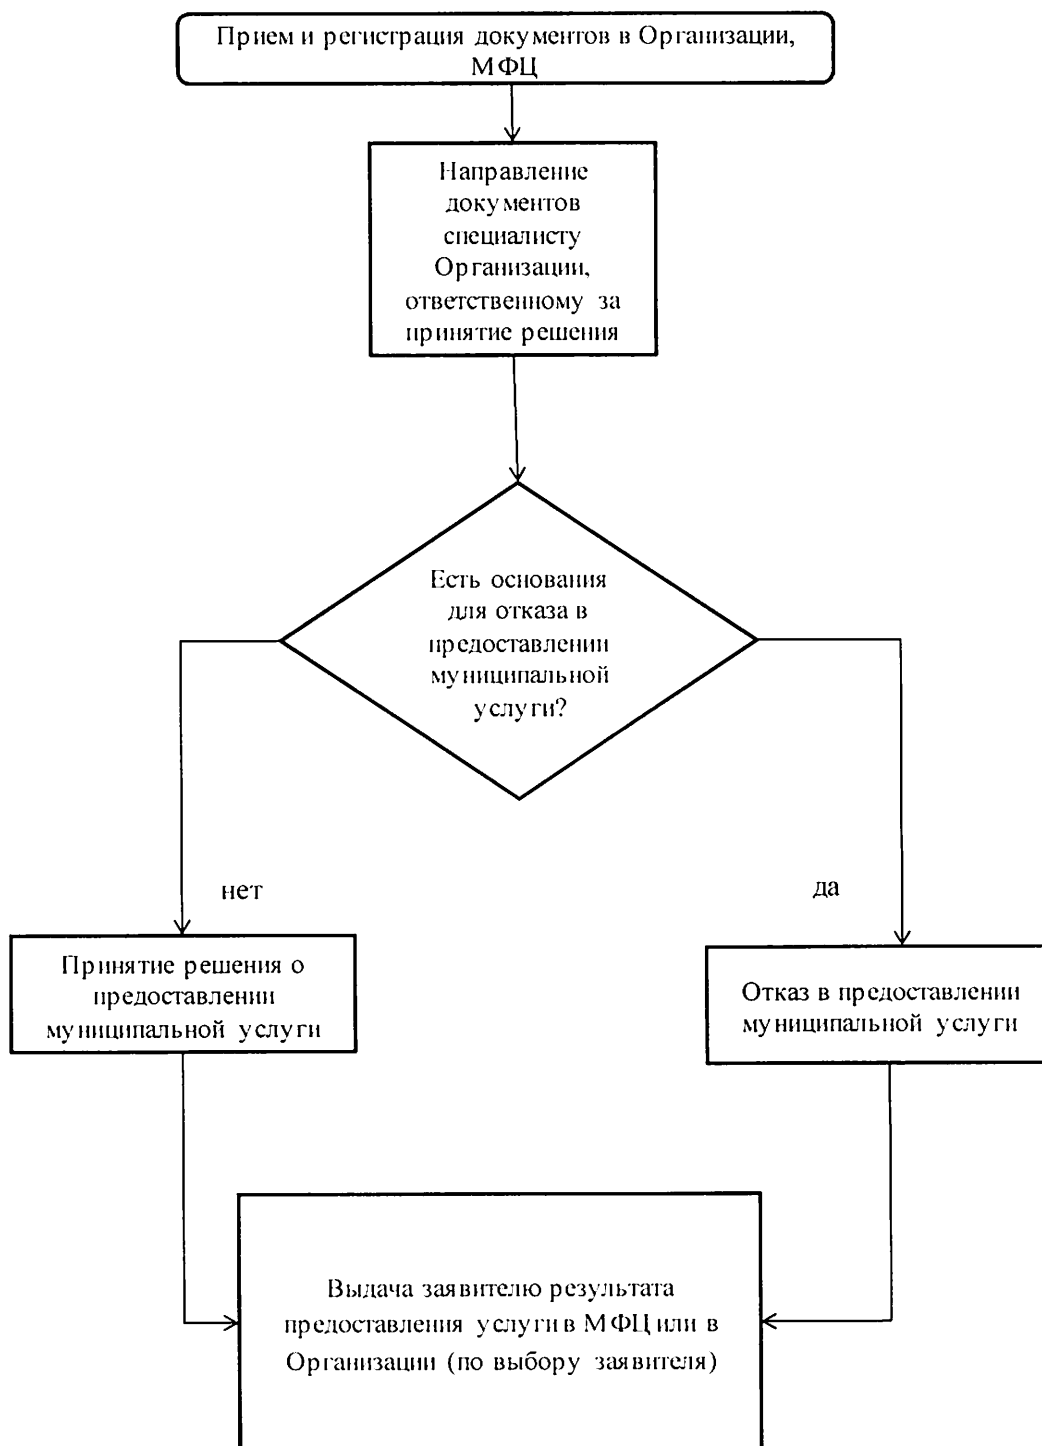 Прием и регистрация документов в Организации,
МФЦ
Направление
документов
специалисту
Организации,
ответственному за
принятие решения
Есть основания
для отказа в
предоставлении
муниципальной
услуги?
нет
да
Принятие решения о
предоставлении
муниципальной услуги
Отказ в предоставлении
муниципальной услуги
Выдача заявителю результата
предоставления услуги в МФЦ или в
Организации (по выбору заявителя)